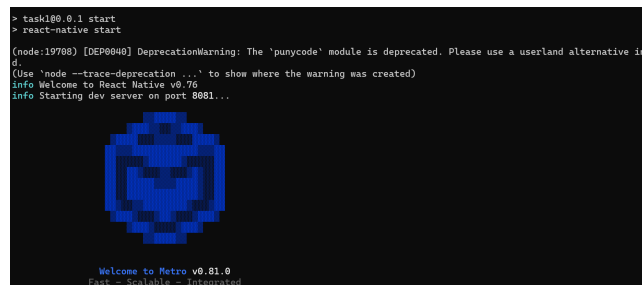 > task1@0.0.1 start
> react-native start
(node:19708) [DEP0040] DeprecationWarning: The `punycode` module is deprecated. Please use a userland alternative i
d.
(Use `node --trace-deprecation ...` to show where the warning was created)
info Welcome to React Native v0.76
info Starting dev server on port 8081...
Welcome to Metro v0.81.0
Fast - Scalable - Integrated